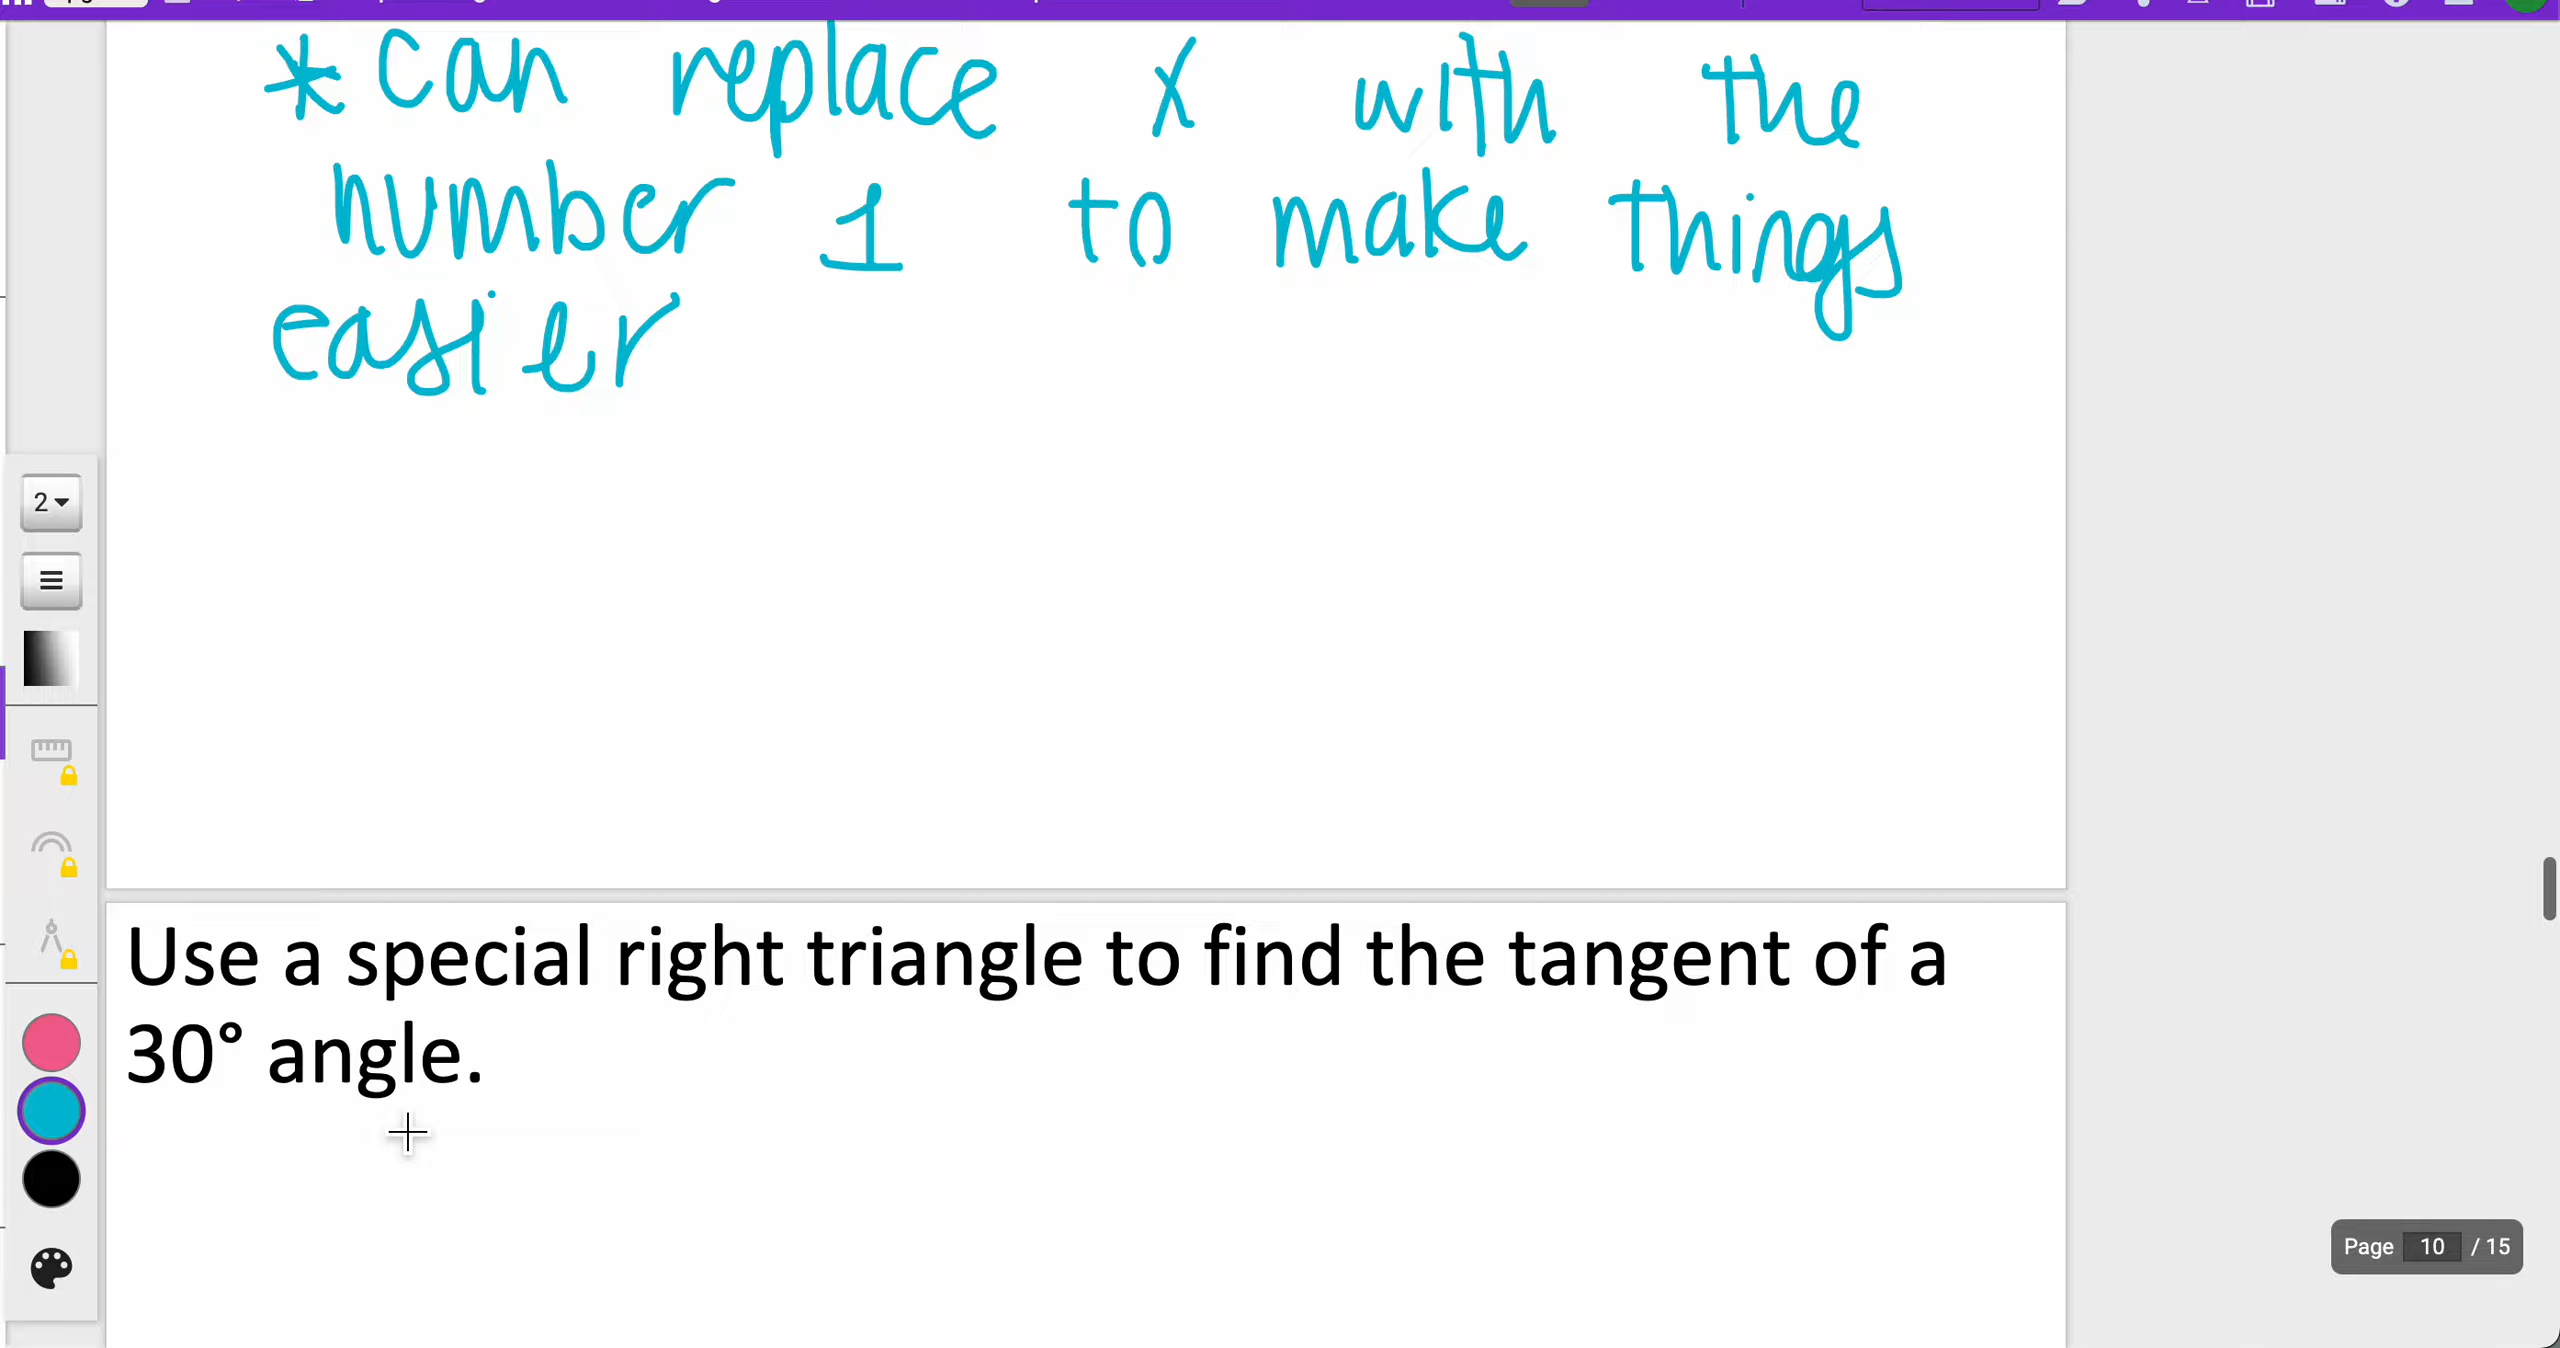 *can replace x with the
number 1 to make things
easier
2
Use a special right triangle to find the tangent of a
30° angle.
Page 10 / 15